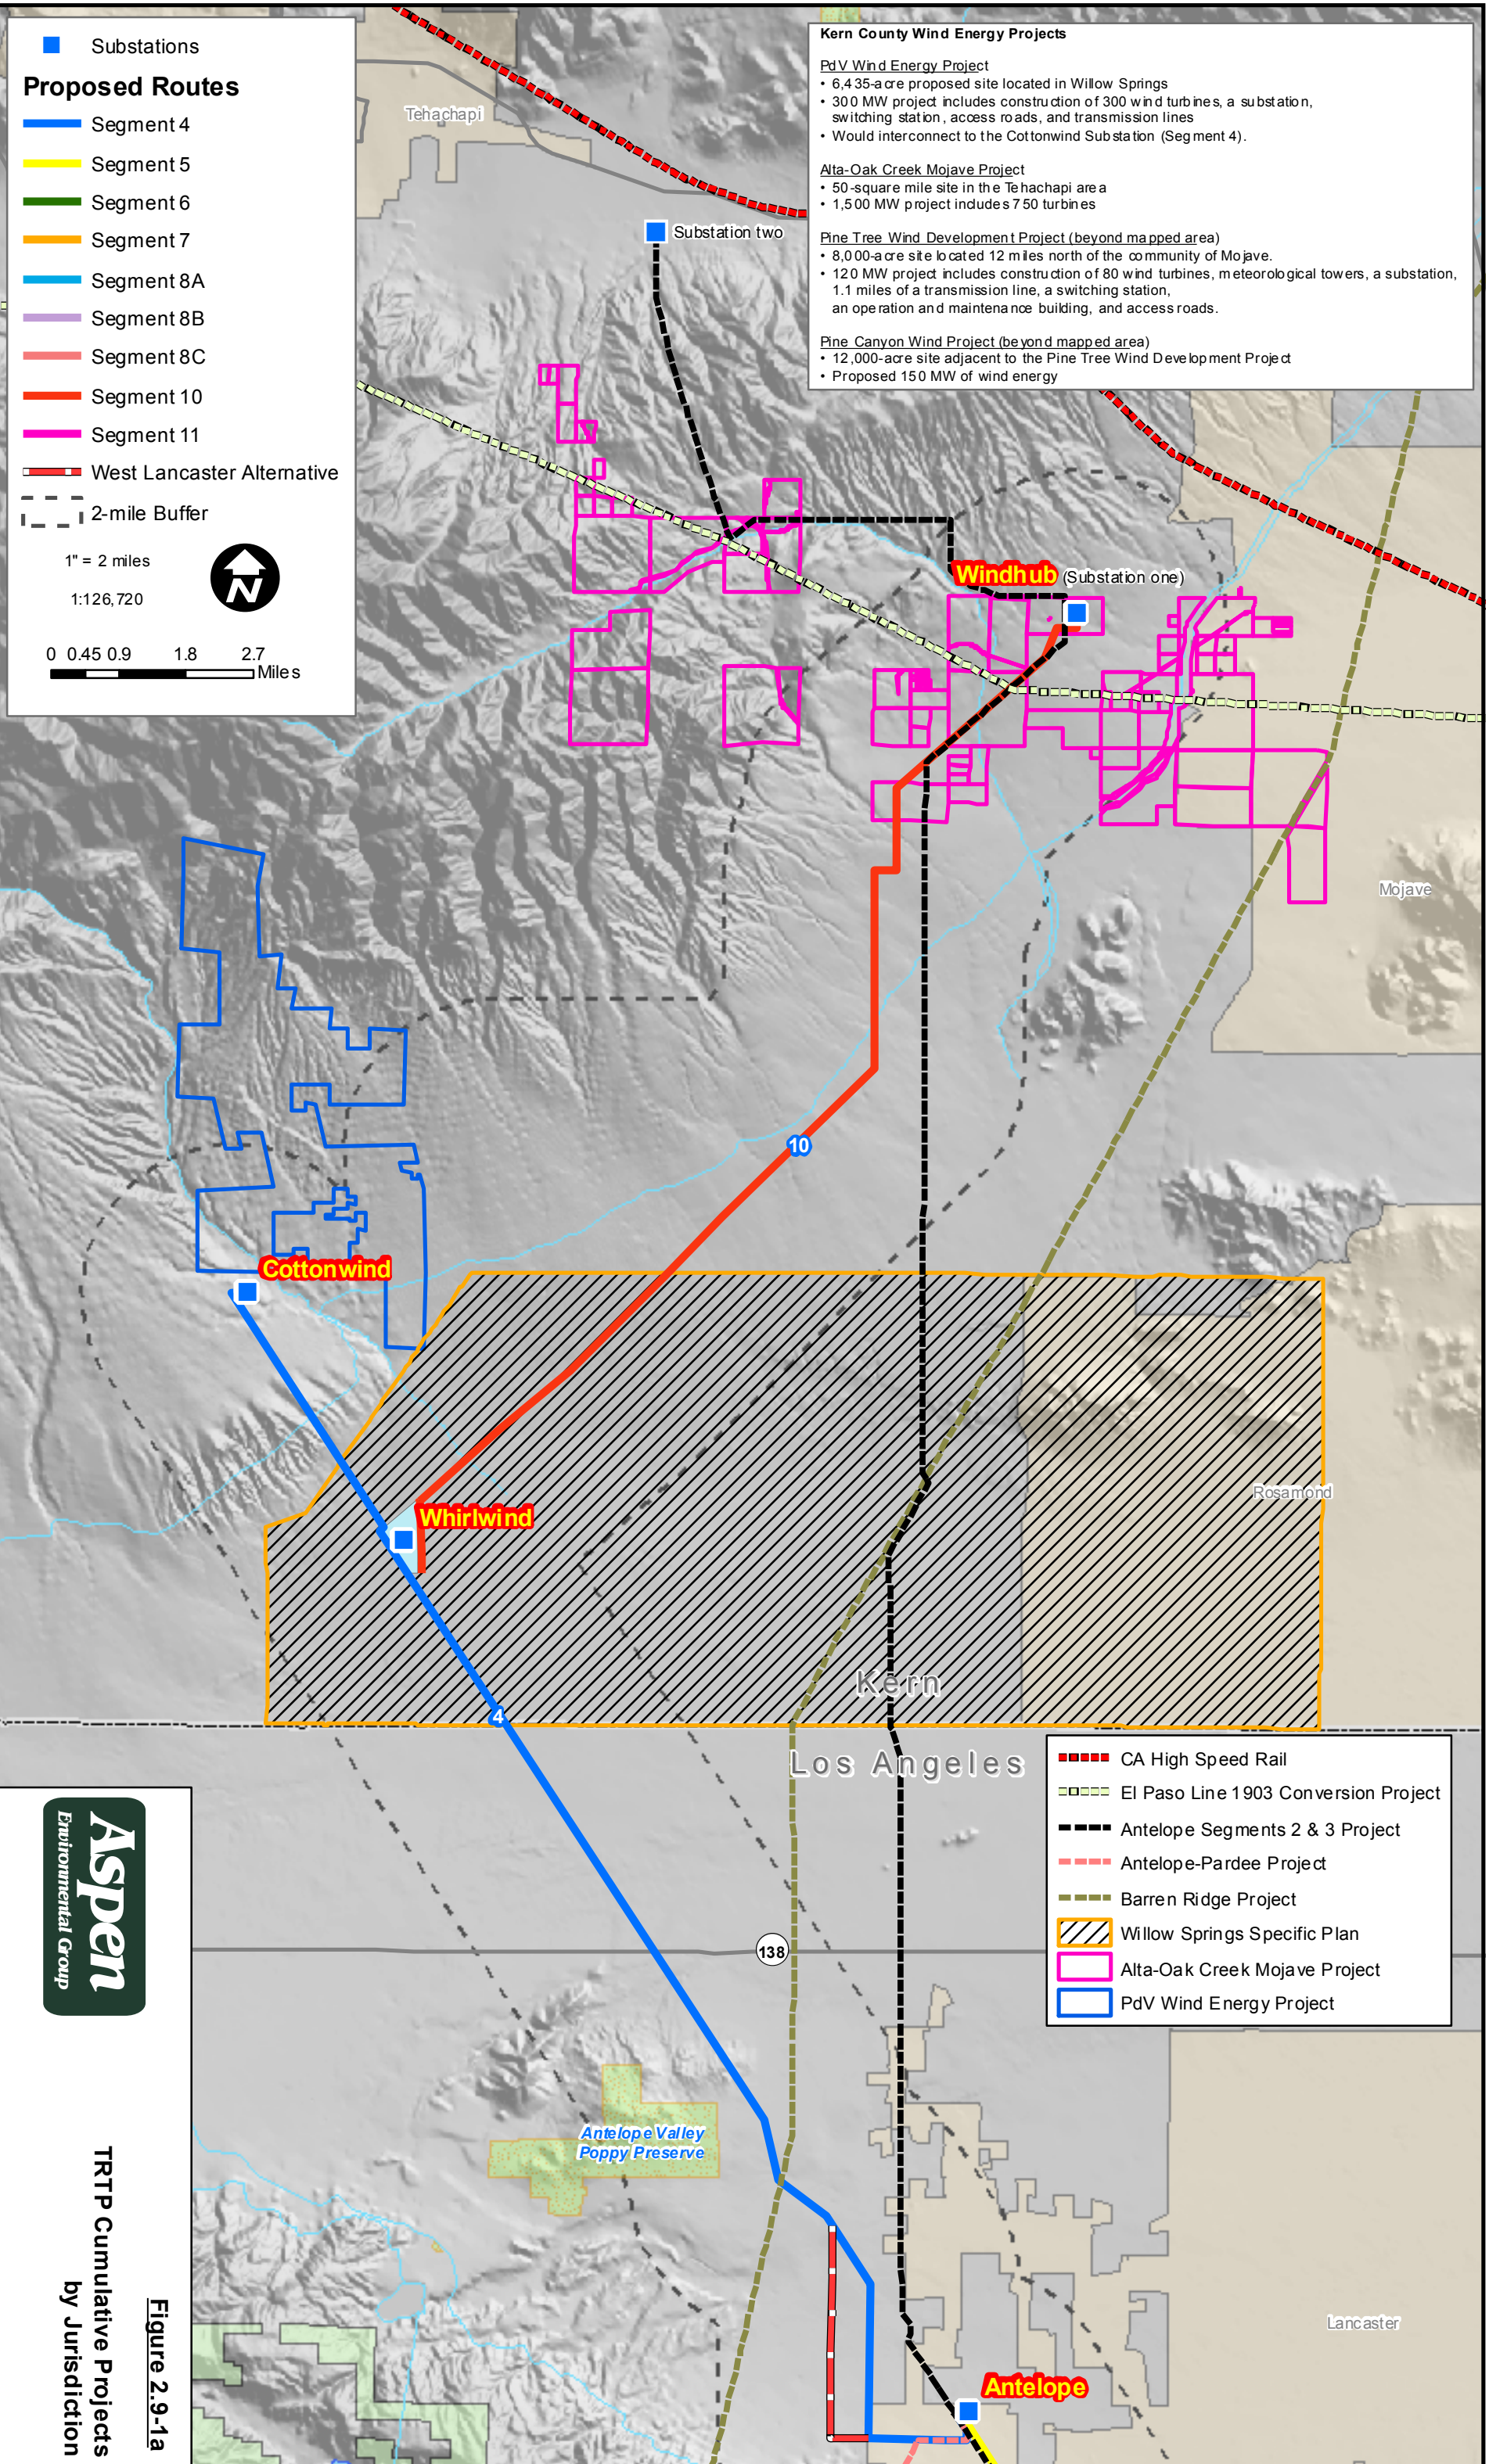 Substations
Proposed Routes
Segment 4
Segment 5
Segment 6
Segment 7
Segment 8A
Segment 8B
Segment 8C
Segment 10
Segment 11
West Lancaster Alternative
2-mile Buffer
1" = 2 miles
1:126,720
N
0 0.45 0.9 1.8 2.7
Miles
Kern County Wind Energy Projects
PdV Wind Energy Project
• 6,435-acre proposed site located in Willow Springs
• 300 MW project includes construction of 300 wind turbines, a substation,
switching station, access roads, and transmission lines
• Would interconnect to the Cottonwind Substation (Segment 4).
Alta-Oak Creek Mojave Project
• 50-square mile site in the Tehachapi area
• 1,500 MW project includes 750 turbines
Pine Tree Wind Development Project (beyond mapped area)
• 8,000-acre site located 12 miles north of the community of Mojave.
• 120 MW project includes construction of 80 wind turbines, meteorological towers, a substation,
1.1 miles of a transmission line, a switching station,
an operation and maintenance building, and access roads.
Pine Canyon Wind Project (beyond mapped area)
• 12,000-acre site adjacent to the Pine Tree Wind Development Project
• Proposed 150 MW of wind energy
Tehachapi
Substation two
Windhub (Substation one)
Mojave
10
Cottonwind
Rosamond
Whirlwind
Kern
4
Los Angeles
CA High Speed Rail
El Paso Line 1903 Conversion Project
Antelope Segments 2 & 3 Project
Antelope-Pardee Project
Barren Ridge Project
Willow Springs Specific Plan
Alta-Oak Creek Mojave Project
PdV Wind Energy Project
138
Antelope Valley
Poppy Preserve
Lancaster
Antelope
Aspen
Environmental Group
Figure 2.9-1a
TRTP Cumulative Projects
by Jurisdiction